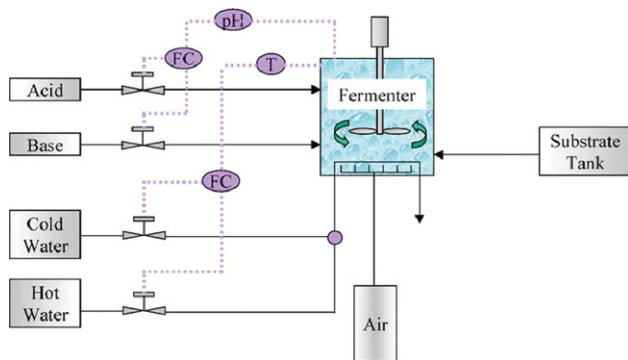 pH
FC
T
Acid
Fermenter
Base
Substrate
Tank
FC
Cold
Water
Hot
Water
Air